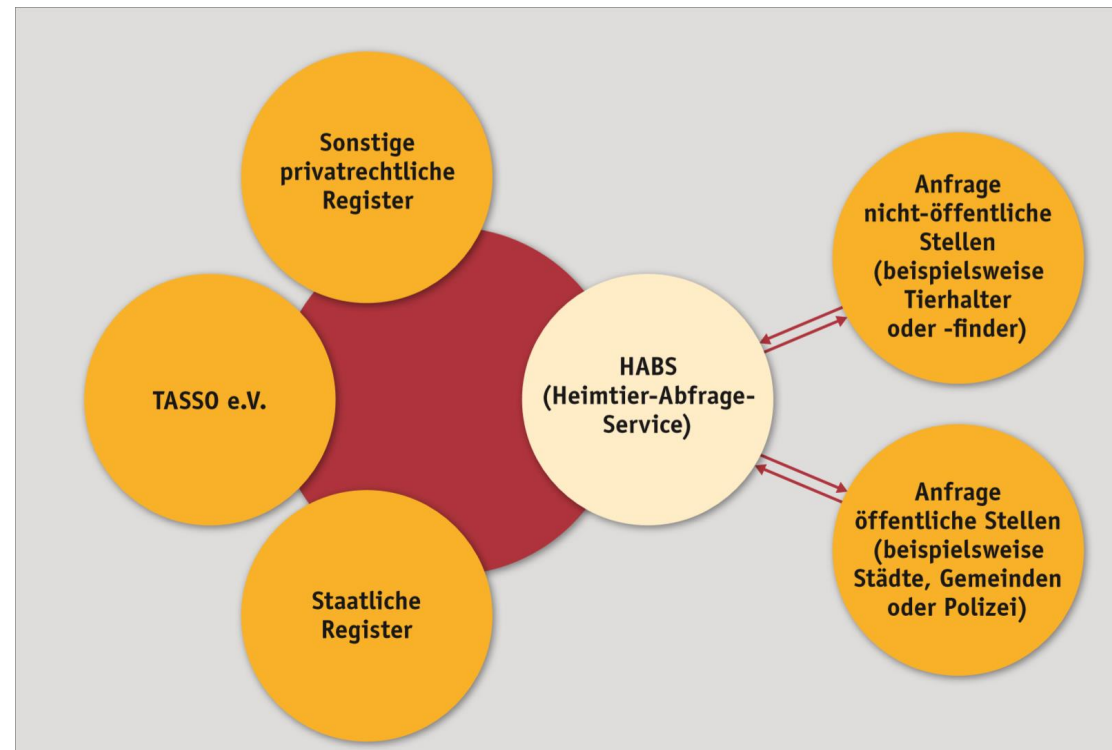 Sonstige
privatrechtliche
Register
TASSO e.V.
Staatliche
Register
HABS
(Heimtier-Abfrage-
Service)
Anfrage
nicht-öffentliche
Stellen
(beispielsweise
Tierhalter
oder -finder)
Anfrage
öffentliche Stellen
(beispielsweise
Städte, Gemeinden
oder Polizei)